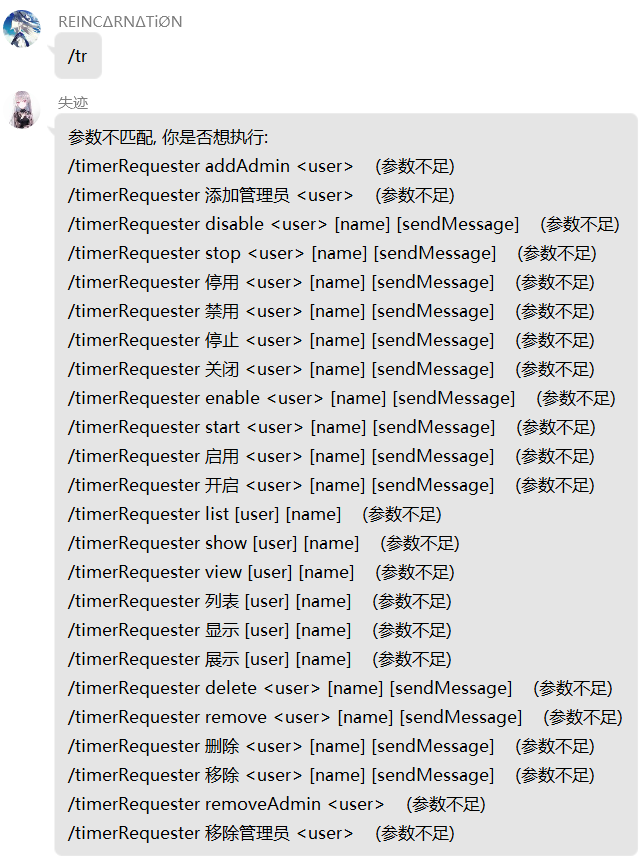 REINCΔRNΔTiØN
/tr
失迹
参数不匹配, 你是否想执行:
/timerRequester addAdmin <user> (参数不足)
/timerRequester 添加管理员 <user> (参数不足)
/timerRequester disable <user> [name] [sendMessage] (参数不足)
/timerRequester stop <user> [name] [sendMessage] (参数不足)
/timerRequester 停用 <user> [name] [sendMessage] (参数不足)
/timerRequester 禁用 <user> [name] [sendMessage] (参数不足)
/timerRequester 停止 <user> [name] [sendMessage] (参数不足)
/timerRequester 关闭 <user> [name] [sendMessage] (参数不足)
/timerRequester enable <user> [name] [sendMessage] (参数不足)
/timerRequester start <user> [name] [sendMessage] (参数不足)
/timerRequester 启用 <user> [name] [sendMessage] (参数不足)
/timerRequester 开启 <user> [name] [sendMessage] (参数不足)
/timerRequester list [user] [name] (参数不足)
/timerRequester show [user] [name] (参数不足)
/timerRequester view [user] [name] (参数不足)
/timerRequester 列表 [user] [name] (参数不足)
/timerRequester 显示 [user] [name] (参数不足)
/timerRequester 展示 [user] [name] (参数不足)
/timerRequester delete <user> [name] [sendMessage] (参数不足)
/timerRequester remove <user> [name] [sendMessage] (参数不足)
/timerRequester 删除 <user> [name] [sendMessage] (参数不足)
/timerRequester 移除 <user> [name] [sendMessage] (参数不足)
/timerRequester removeAdmin <user> (参数不足)
/timerRequester 移除管理员 <user> (参数不足)